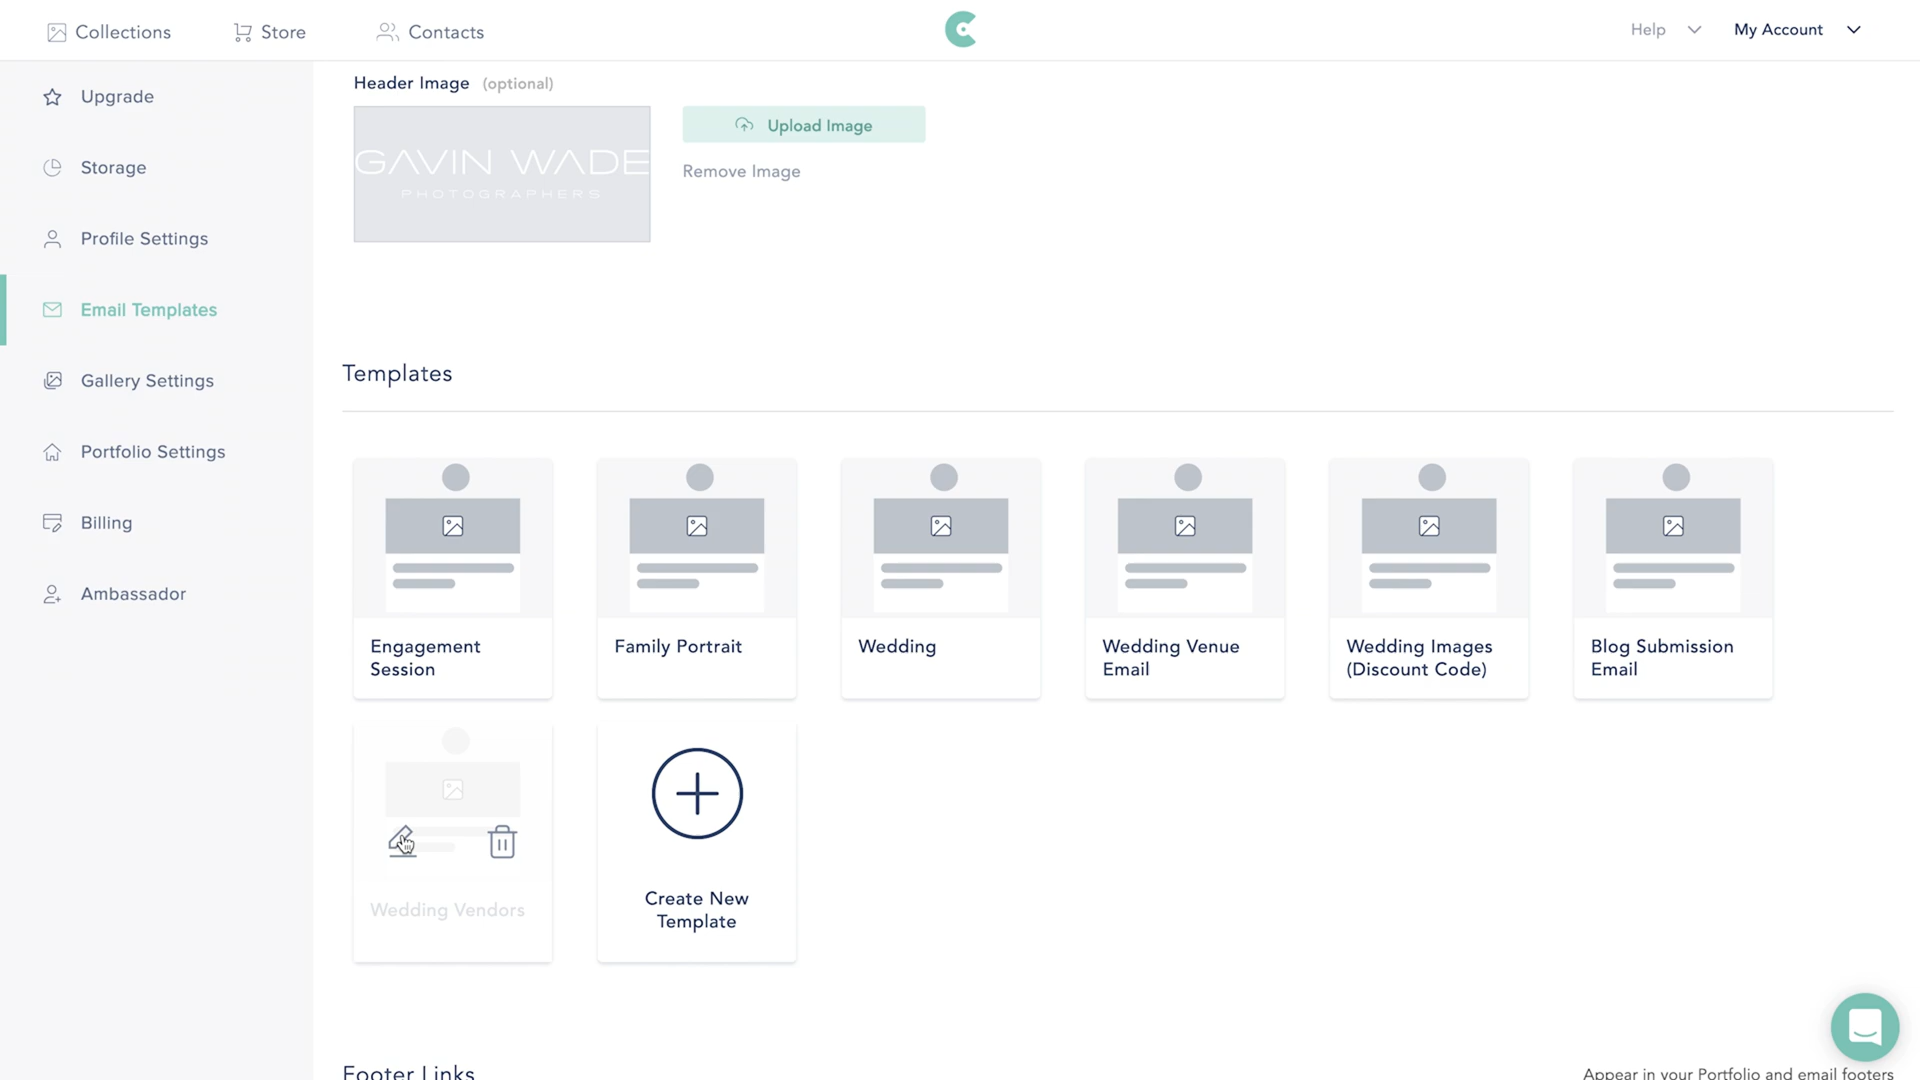 Collections
Store
Contacts
Help
My Account
Upgrade
Storage
Profile Settings
Email Templates
Gallery Settings
Portfolio Settings
Billing
Ambassador
Header Image (optional)
GAVIN WADE
PHOTOGRAPHERS
Upload Image
Remove Image
Templates
Engagement
Session
Family Portrait
Wedding
Wedding Venue
Email
Wedding Images
(Discount Code)
Blog Submission
Email
Wedding Vendors
Create New
Template
Footer Links
Appear in your Portfolio and email footers